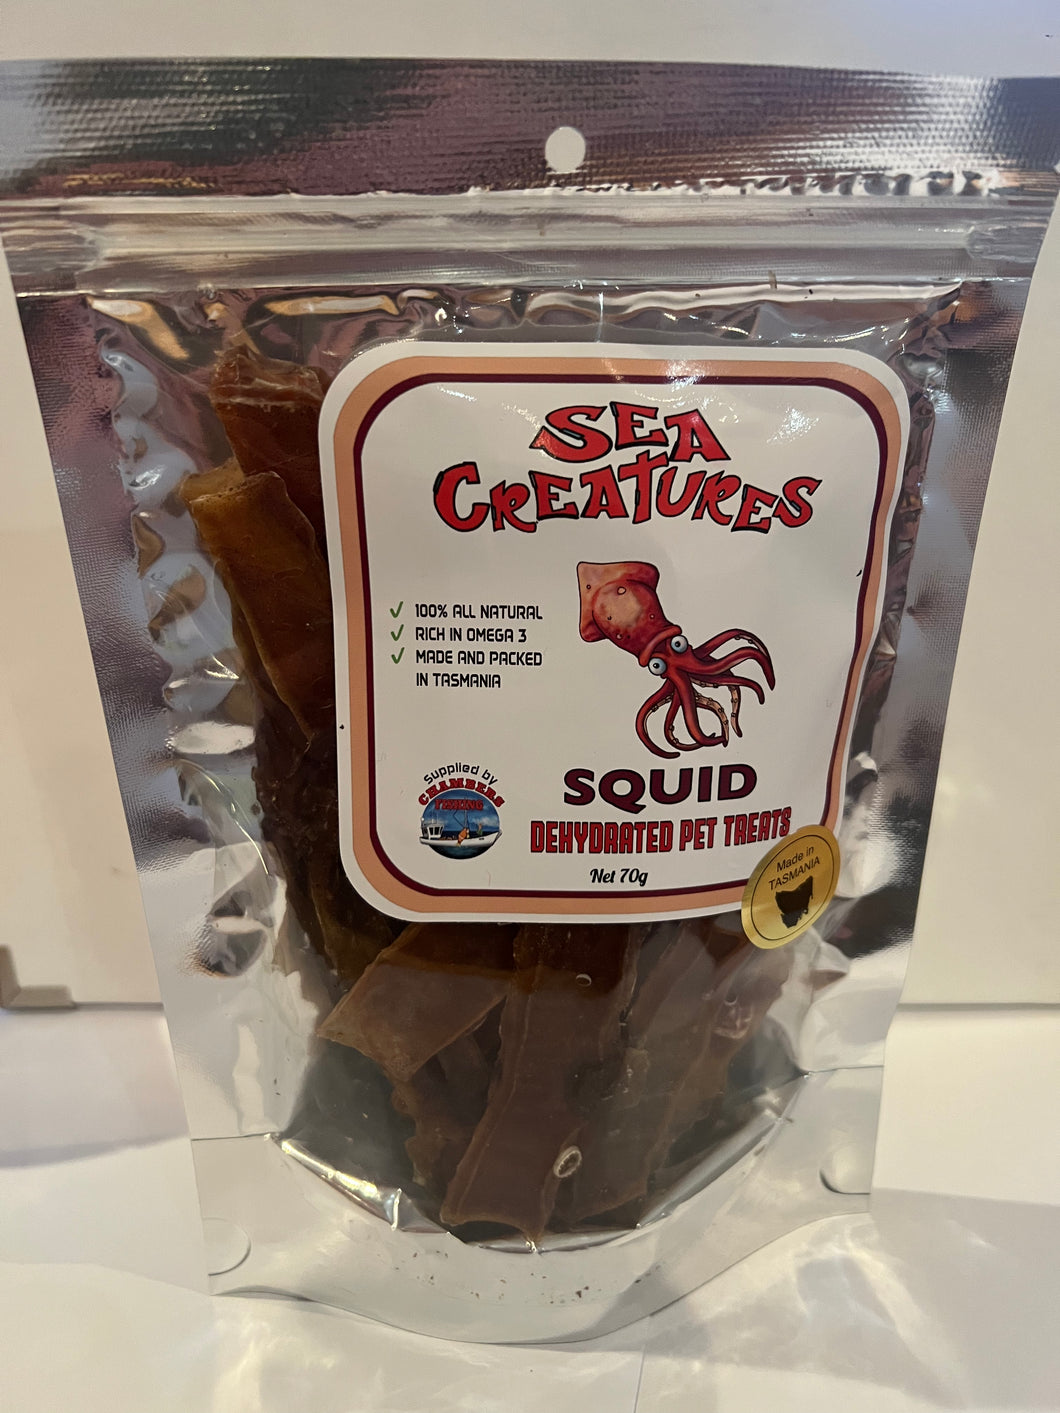 SEA
CREATURES
✓ 100% ALL NATURAL
✓ RICH IN OMEGA 3
✓ MADE AND PACKED
IN TASMANIA
Supplied by
CHAMBERS
FISHING
SQUID
DEHYDRATED PET TREATS
Net 70g
Made in
TASMANIA